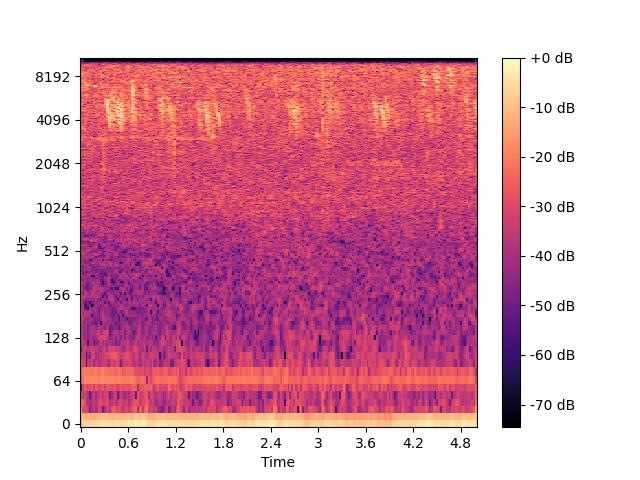 8192
4096
2048
1024
512
256
128
64
0
Hz
0 0.6 1.2 1.8 2.4 3 3.6 4.2 4.8
Time
+0 dB
-10 dB
-20 dB
-30 dB
-40 dB
-50 dB
-60 dB
-70 dB